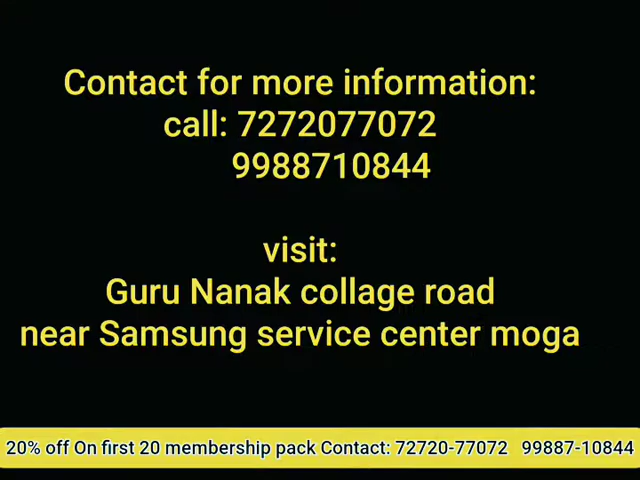 Contact for more information:
call: 7272077072
9988710844
visit:
Guru Nanak collage road
near Samsung service center moga
20% off On first 20 membership pack Contact: 72720-77072 99887-10844